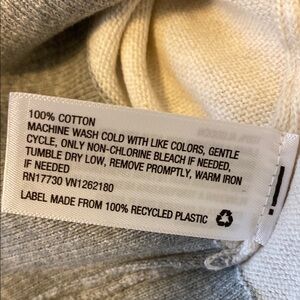 100% COTTON
MACHINE WASH COLD WITH LIKE COLORS, GENTLE
CYCLE, ONLY NON-CHLORINE BLEACH IF NEEDED,
TUMBLE DRY LOW, REMOVE PROMPTLY, WARM IRON
IF NEEDED
RN17730 VN1262180
LABEL MADE FROM 100% RECYCLED PLASTIC